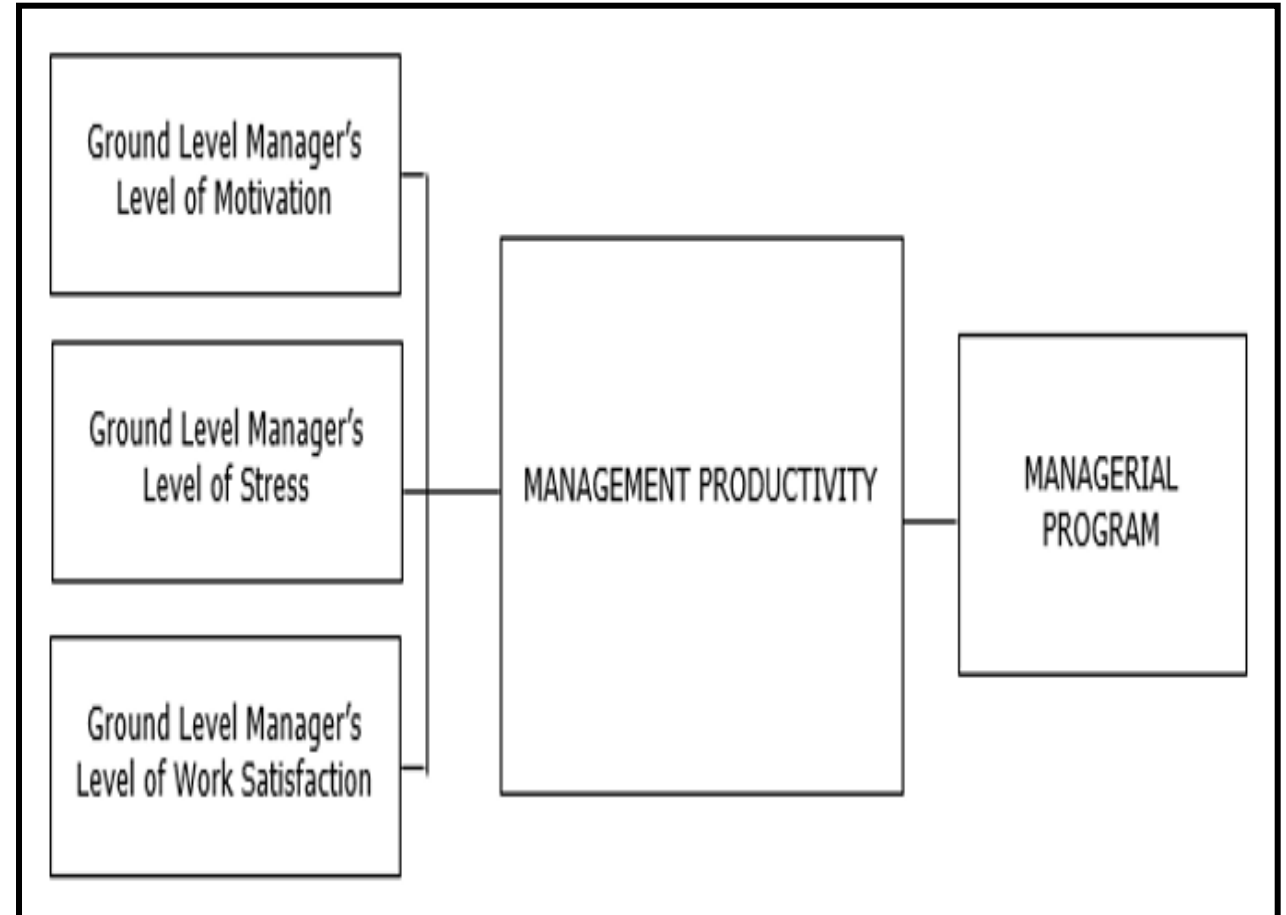 Ground Level Manager’s
Level of Motivation
Ground Level Manager’s
Level of Stress
Ground Level Manager’s
Level of Work Satisfaction
MANAGEMENT PRODUCTIVITY
MANAGERIAL
PROGRAM